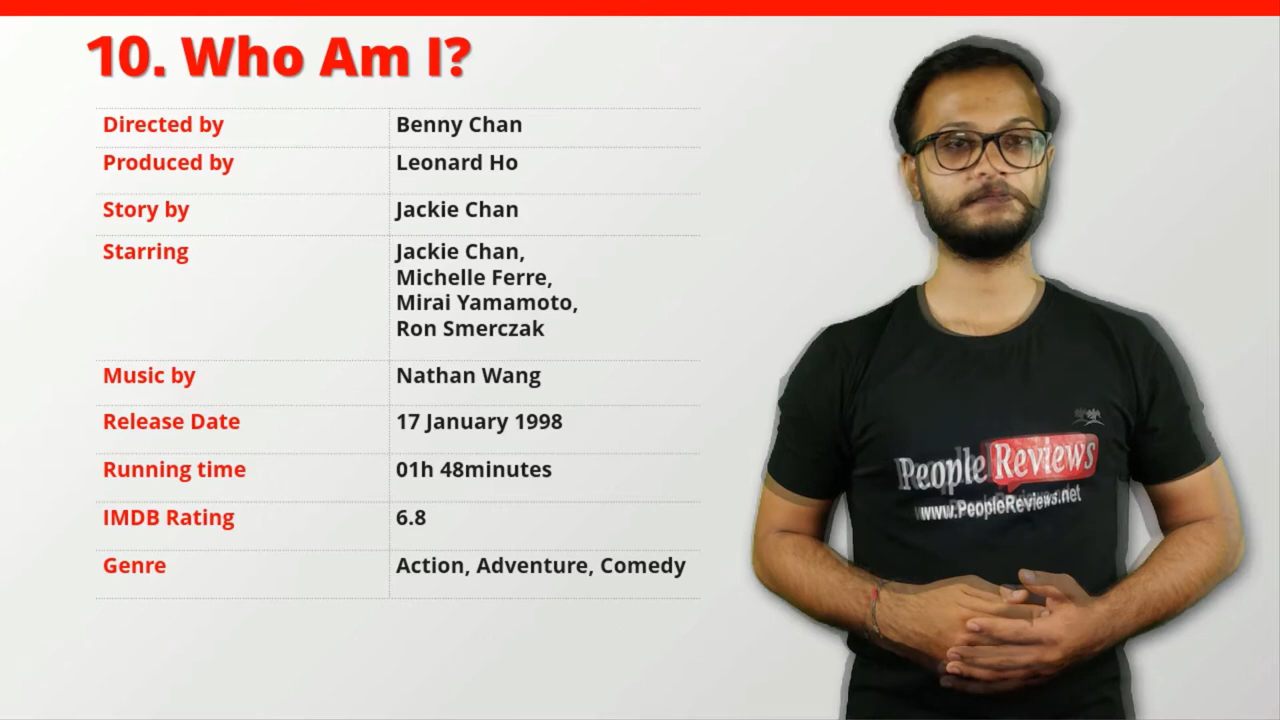 10. Who Am I?
Directed by Benny Chan
Produced by Leonard Ho
Story by Jackie Chan
Starring Jackie Chan,
Michelle Ferre,
Mirai Yamamoto,
Ron Smerczak
Music by Nathan Wang
Release Date 17 January 1998
Running time 01h 48minutes
IMDB Rating 6.8
Genre Action, Adventure, Comedy
People Reviews
www.PeopleReviews.net